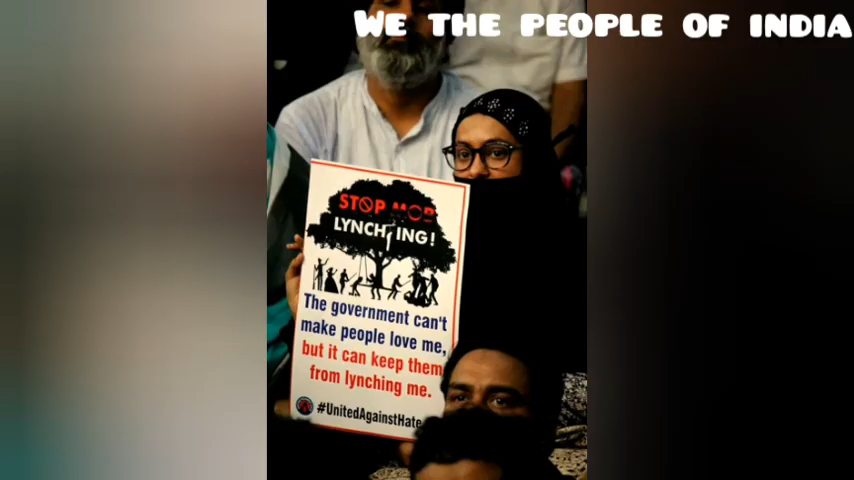 WE THE PEOPLE OF INDIA
STOP MOB
LYNCHING!
The government can't
make people love me,
but it can keep them
from lynching me.
#UnitedAgainstHate